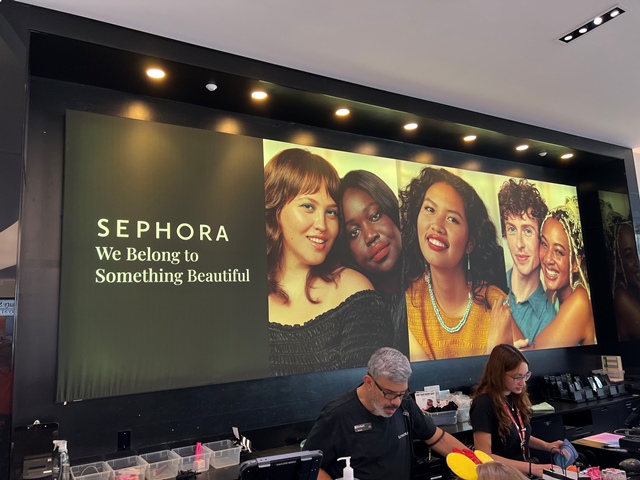 SEPHORA
We Belong to
Something Beautiful